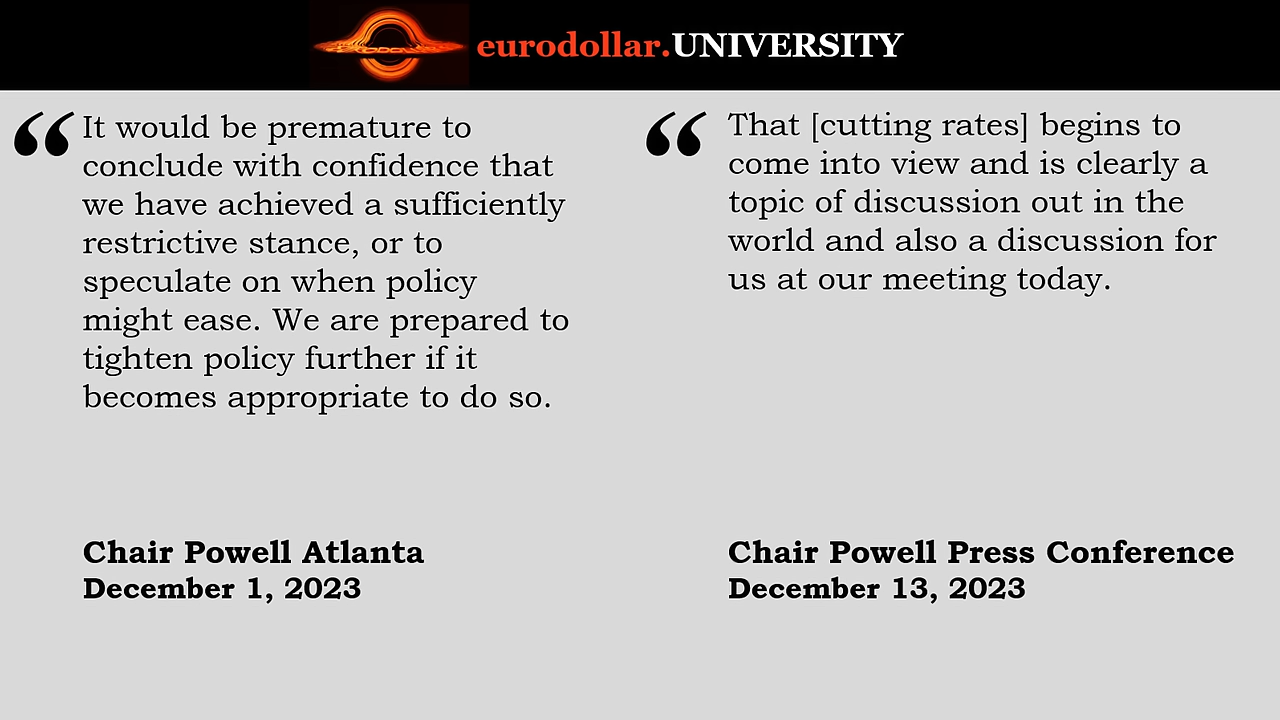 eurodollar.UNIVERSITY
“It would be premature to
conclude with confidence that
we have achieved a sufficiently
restrictive stance, or to
speculate on when policy
might ease. We are prepared to
tighten policy further if it
becomes appropriate to do so.
Chair Powell Atlanta
December 1, 2023
“That [cutting rates] begins to
come into view and is clearly a
topic of discussion out in the
world and also a discussion for
us at our meeting today.
Chair Powell Press Conference
December 13, 2023